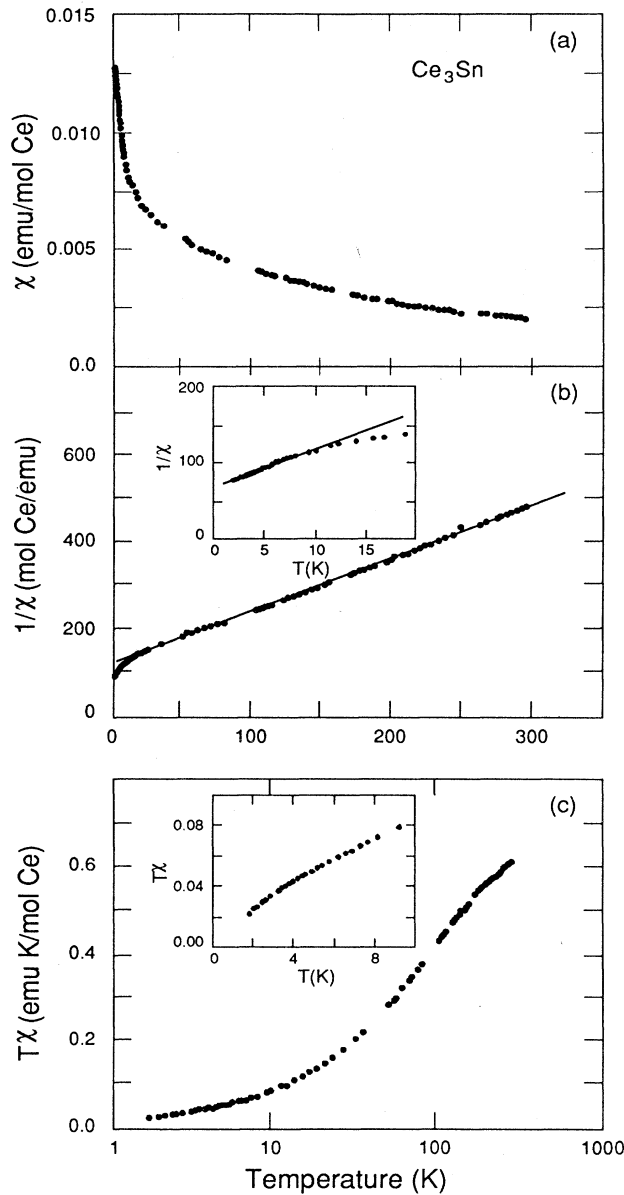 0.015
(a)
Ce₃Sn
0.010
χ (emu/mol Ce)
0.005
0.0
(b)
200
1/χ
100
0
0
5
10
15
T(K)
600
1/χ (mol Ce/emu)
400
200
0
0
100
200
300
(c)
0.08
Tχ
0.04
0.00
0
4
8
T(K)
0.6
Tχ (emu K/mol Ce)
0.4
0.2
0.0
1
10
100
1000
Temperature (K)